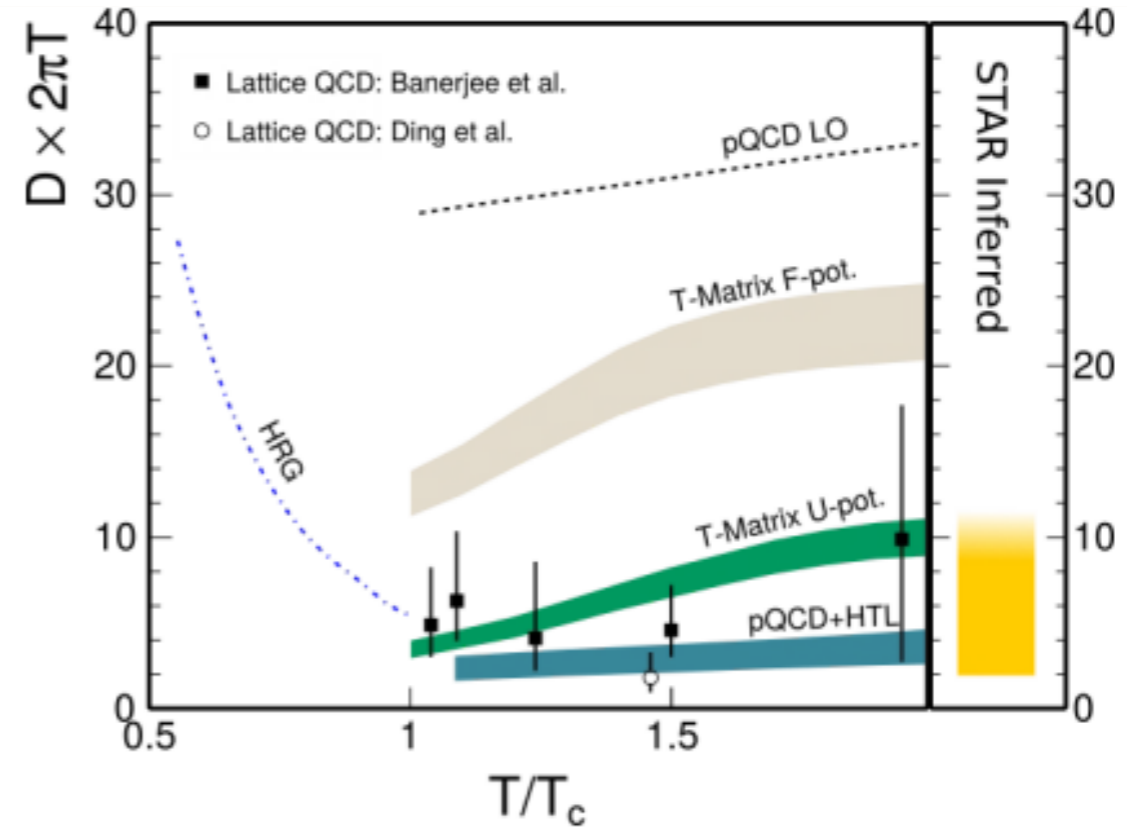 D × 2πT
40
30
20
10
0
Lattice QCD: Banerjee et al.
Lattice QCD: Ding et al.
pQCD LO
T-Matrix F-pot.
HRG
T-Matrix U-pot.
pQCD+HTL
0.5
1
1.5
T/Tc
STAR Inferred
40
30
20
10
0